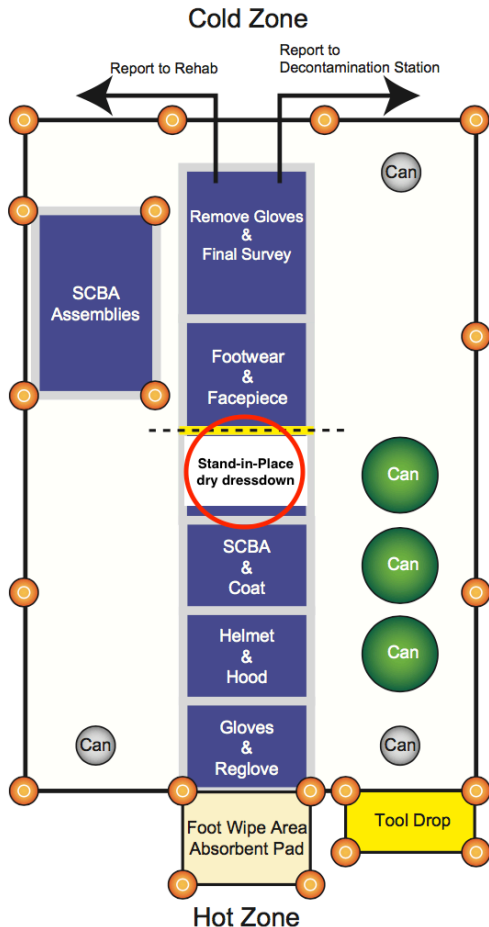 Cold Zone
Report to Rehab
Report to
Decontamination Station
Can
Remove Gloves
&
Final Survey
SCBA
Assemblies
Footwear
&
Facepiece
Stand-in-Place
dry dressdown
Can
SCBA
&
Coat
Can
Helmet
&
Hood
Can
Gloves
&
Reglove
Can
Can
Foot Wipe Area
Absorbent Pad
Tool Drop
Hot Zone